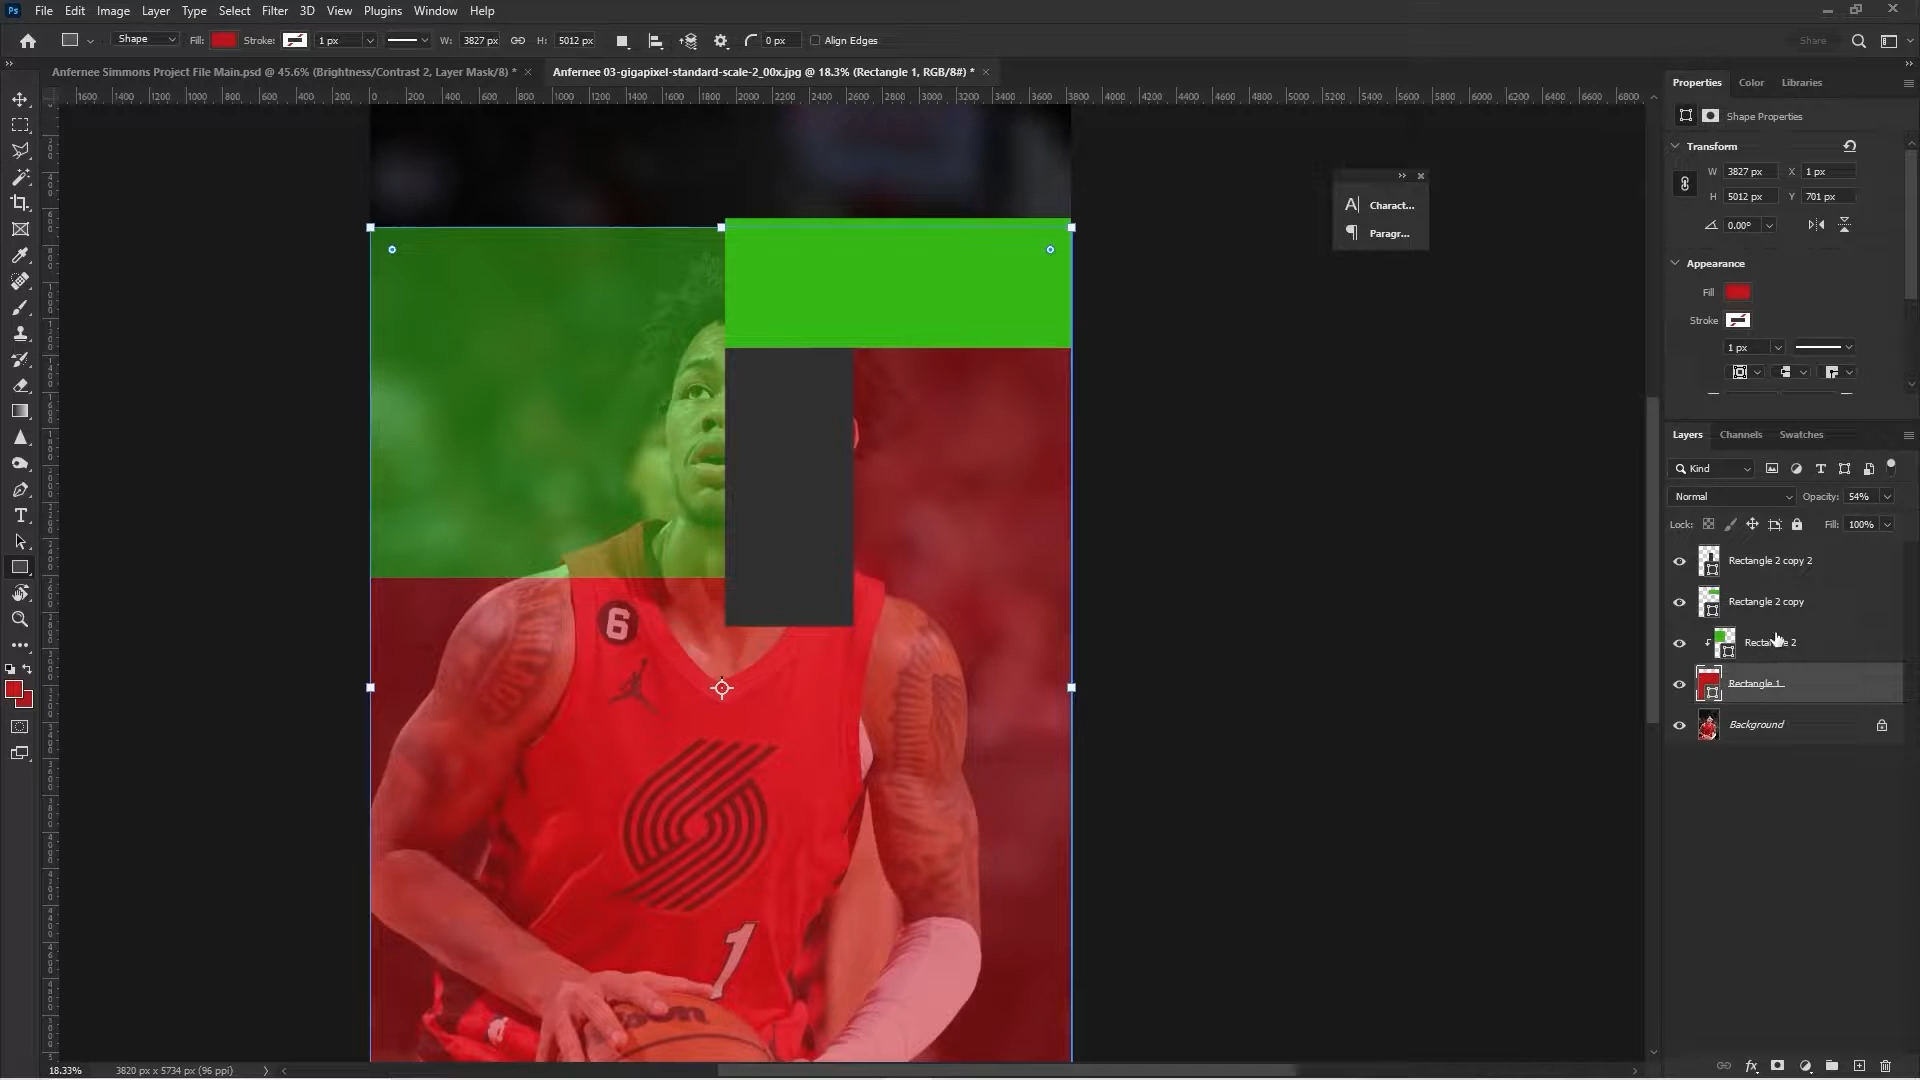 Ps File Edit Image Layer Type Select Filter 3D View Plugins Window Help
Shape Fill: Stroke: 1 px W: 3827 px H: 5012 px 0 px Align Edges Share
Anfernee Simmons Project File Main.psd @ 45.6% (Brightness/Contrast 2, Layer Mask/8) * × Anfernee 03-gigapixel-standard-scale-2_00x.jpg @ 18.3% (Rectangle 1, RGB/8#) * ×
1600 1400 1200 1000 800 600 400 200 0 200 400 600 800 1000 1200 1400 1600 1800 2000 2200 2400 2600 2800 3000 3200 3400 3600 3800 4000 4200 4400 4600 4800 5000 5200 5400 5600 5800 6000 6200 6400 6600 6800
Properties Color Libraries
Shape Properties
Transform
W 3827 px X 1 px
H 5012 px Y 701 px
0.00°
Appearance
Fill
Stroke
1 px
A| Charact...
Paragr...
Layers Channels Swatches
Kind
Normal Opacity: 54%
Lock: Fill: 100%
Rectangle 2 copy 2
Rectangle 2 copy
Rectangle 2
Rectangle 1
Background
6
1
18.33% 3820 px x 5734 px (96 ppi)
fx